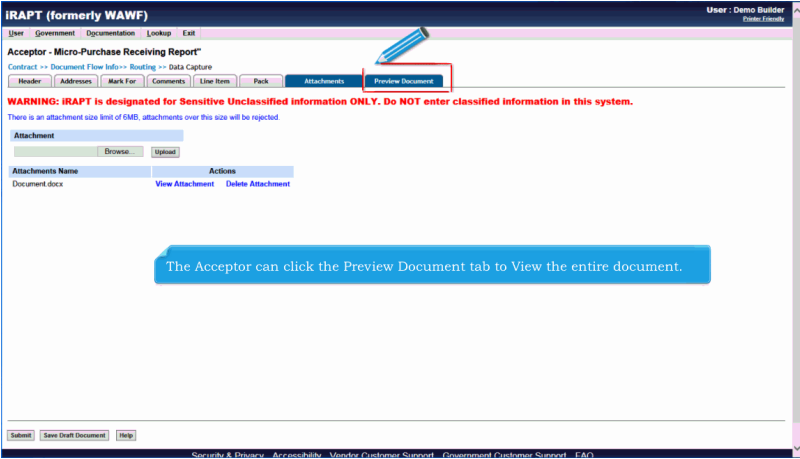 User : Demo Builder
iRAPT (formerly WAWF)
Printer Friendly
User Government Documentation Lookup Exit
Acceptor - Micro-Purchase Receiving Report"
Contract >> Document Flow Info>> Routing >> Data Capture
Header Addresses Mark For Comments Line Item Pack Attachments Preview Document
WARNING: iRAPT is designated for Sensitive Unclassified information ONLY. Do NOT enter classified information in this system.
There is an attachment size limit of 6MB, attachments over this size will be rejected.
Attachment
Browse... Upload
Attachments Name Actions
Document.docx View Attachment Delete Attachment
The Acceptor can click the Preview Document tab to View the entire document.
Submit Save Draft Document Help
Security & Privacy Accessibility Vendor Customer Support Government Customer Support FAQ